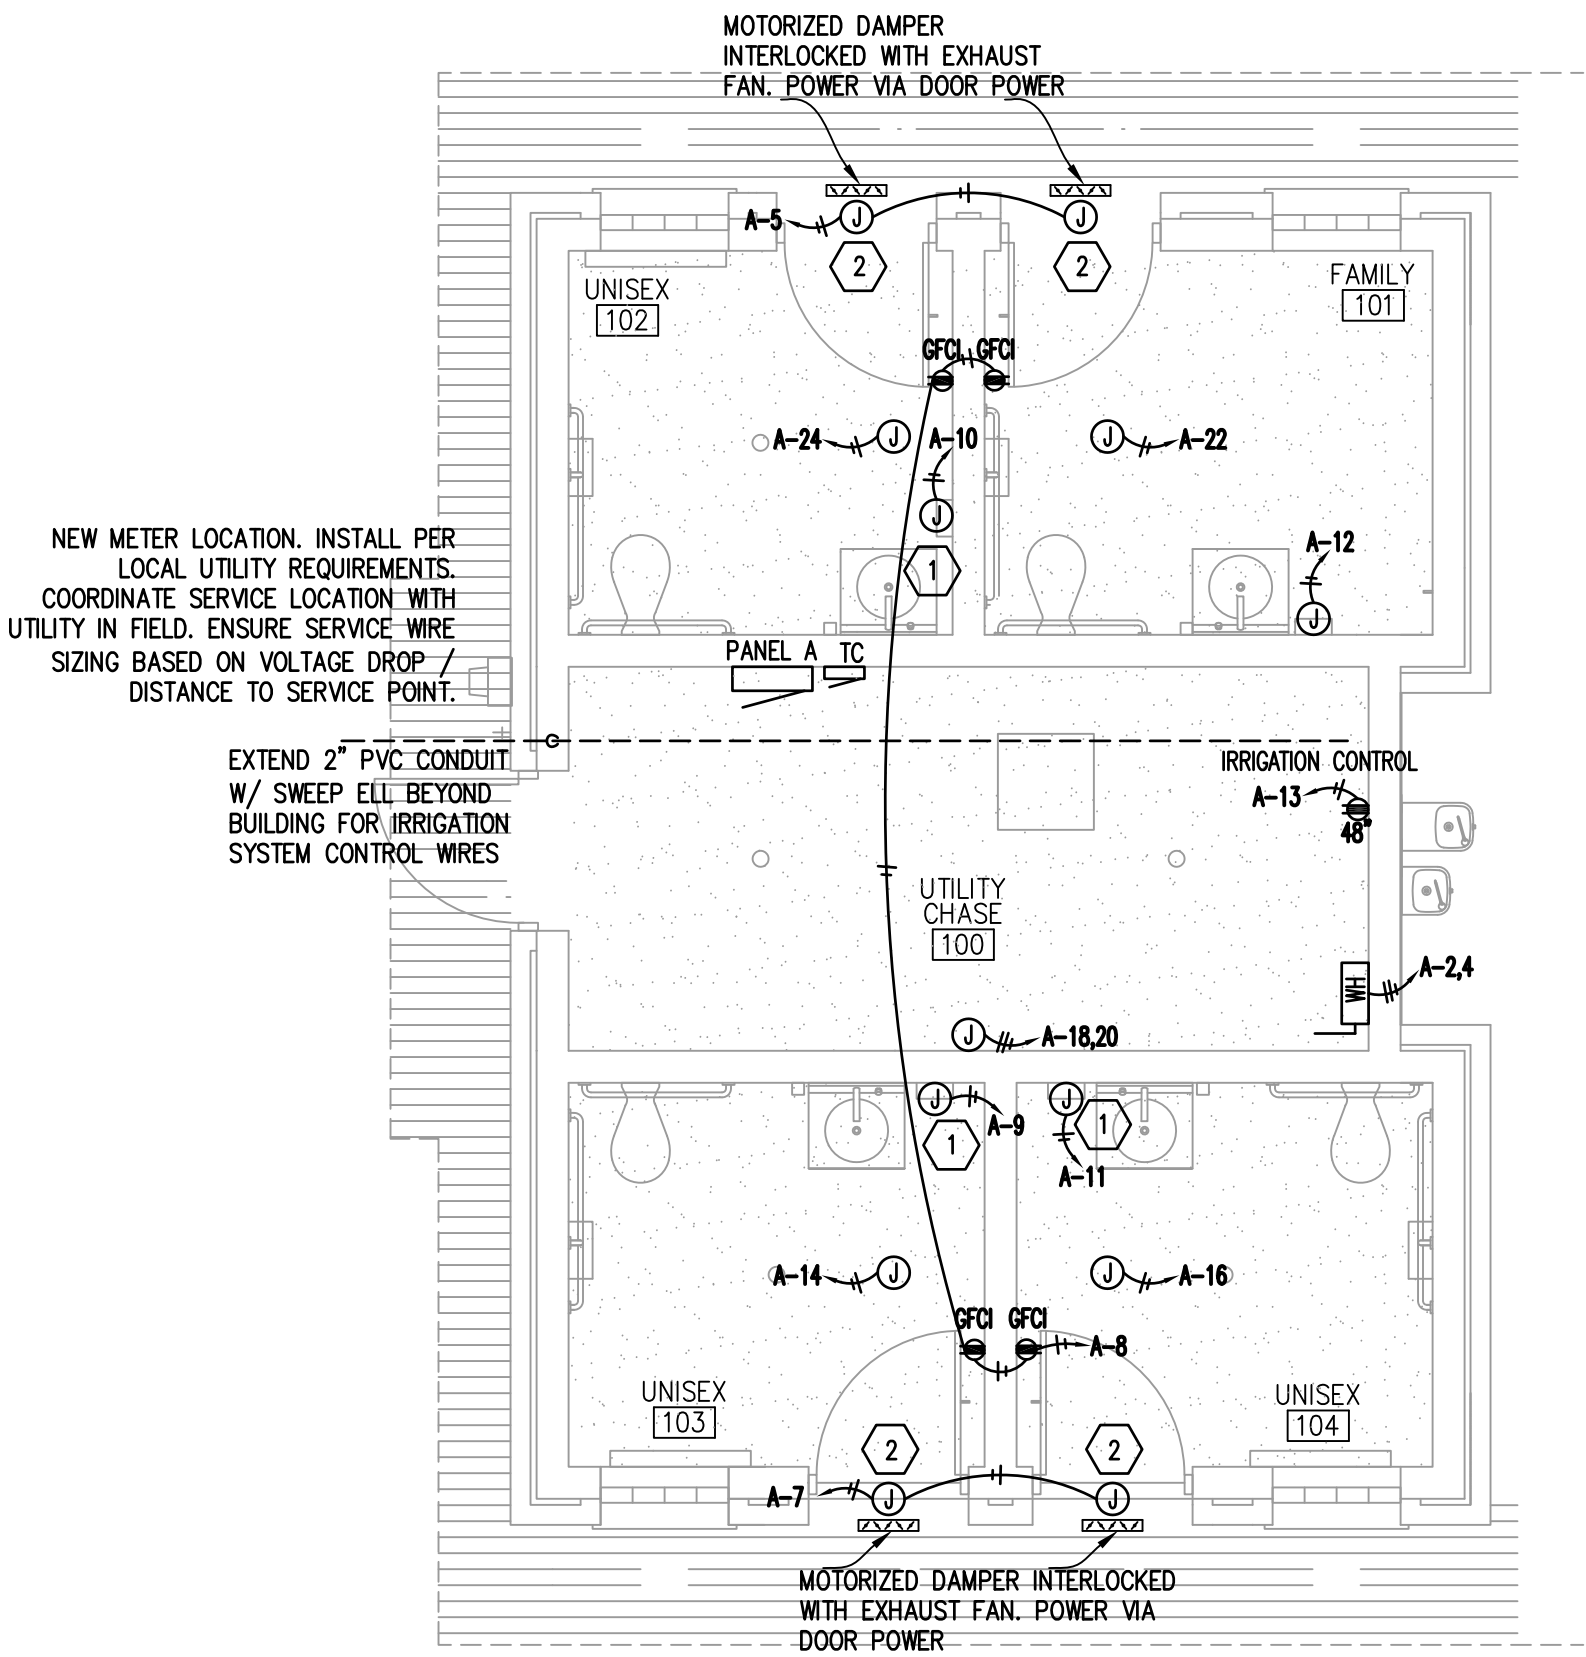 MOTORIZED DAMPER
INTERLOCKED WITH EXHAUST
FAN. POWER VIA DOOR POWER
A-5
J
J
2
2
UNISEX
102
FAMILY
101
GFCI
GFCI
A-24
J
A-10
J
A-22
J
1
A-12
J
NEW METER LOCATION. INSTALL PER
LOCAL UTILITY REQUIREMENTS.
COORDINATE SERVICE LOCATION WITH
UTILITY IN FIELD. ENSURE SERVICE WIRE
SIZING BASED ON VOLTAGE DROP /
DISTANCE TO SERVICE POINT.
PANEL A
TC
EXTEND 2" PVC CONDUIT
W/ SWEEP ELL BEYOND
BUILDING FOR IRRIGATION
SYSTEM CONTROL WIRES
IRRIGATION CONTROL
A-13
48"
UTILITY
CHASE
100
WH
A-2,4
J
A-18,20
J
A-9
J
1
1
A-11
A-14
J
J
A-16
GFCI
GFCI
A-8
UNISEX
103
UNISEX
104
2
2
A-7
J
J
MOTORIZED DAMPER INTERLOCKED
WITH EXHAUST FAN. POWER VIA
DOOR POWER